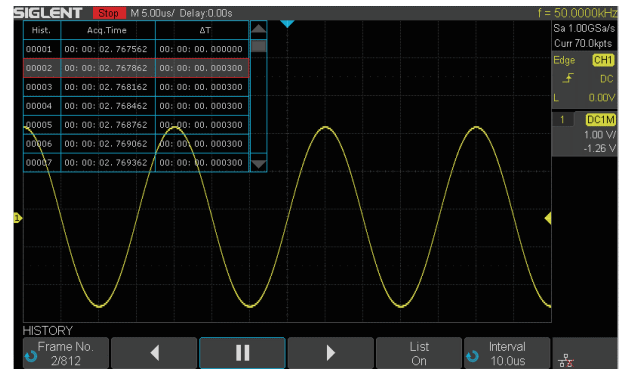 SIGLENT Stop M 5.00us/ Delay:0.00s f = 50.0000kHz
Sa 1.00GSa/s
Curr 70.0kpts
Edge CH1
DC
L 0.00V
1 DC1M
1.00 V/
-1.26 V
Hist. Acq.Time ΔT
00001 00: 00: 02. 767562 00: 00: 00. 000000
00002 00: 00: 02. 767862 00: 00: 00. 000300
00003 00: 00: 02. 768162 00: 00: 00. 000300
00004 00: 00: 02. 768462 00: 00: 00. 000300
00005 00: 00: 02. 768762 00: 00: 00. 000300
00006 00: 00: 02. 769062 00: 00: 00. 000300
00007 00: 00: 02. 769362 00: 00: 00. 000300
1
HISTORY
Frame No.
2/812
List
On
Interval
10.0us